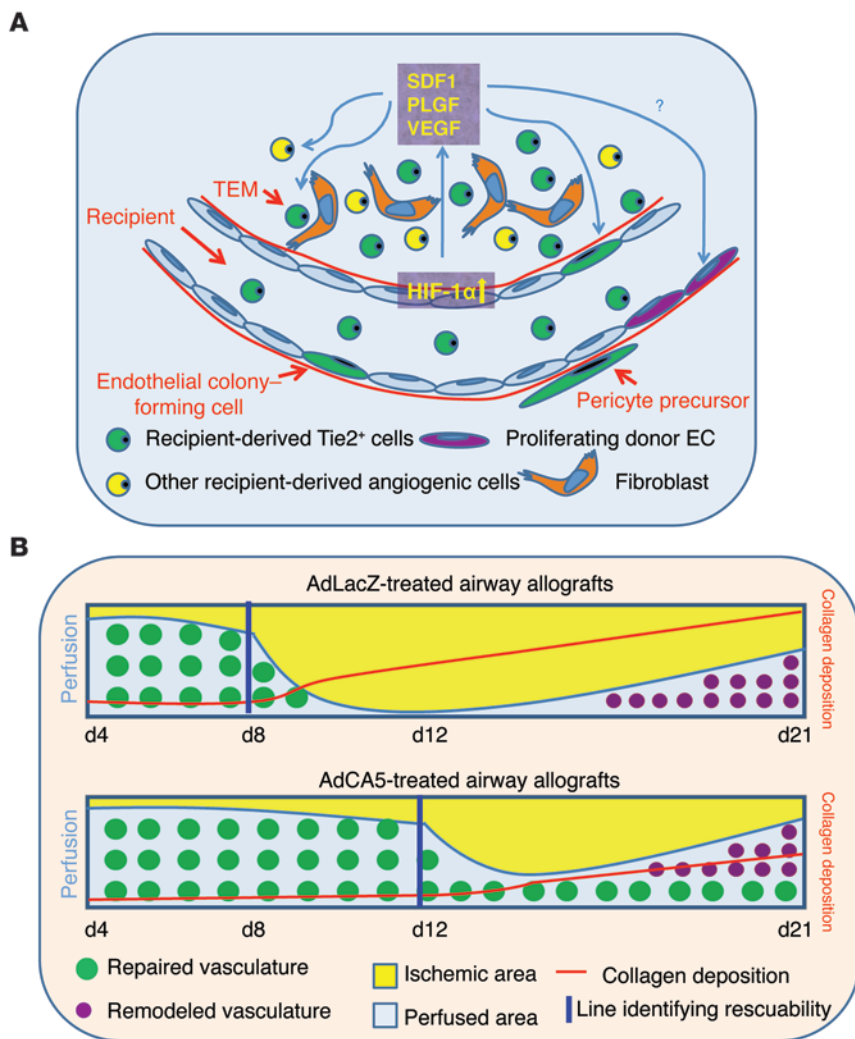 A
SDF1
PLGF
VEGF
?
TEM
Recipient
HIF-1α
Endothelial colony–
forming cell
Pericyte precursor
Recipient-derived Tie2⁺ cells
Proliferating donor EC
Other recipient-derived angiogenic cells
Fibroblast
B
AdLacZ-treated airway allografts
Perfusion
Collagen deposition
d4 d8 d12 d21
AdCA5-treated airway allografts
Perfusion
Collagen deposition
d4 d8 d12 d21
Repaired vasculature
Ischemic area
Collagen deposition
Remodeled vasculature
Perfused area
Line identifying rescuability